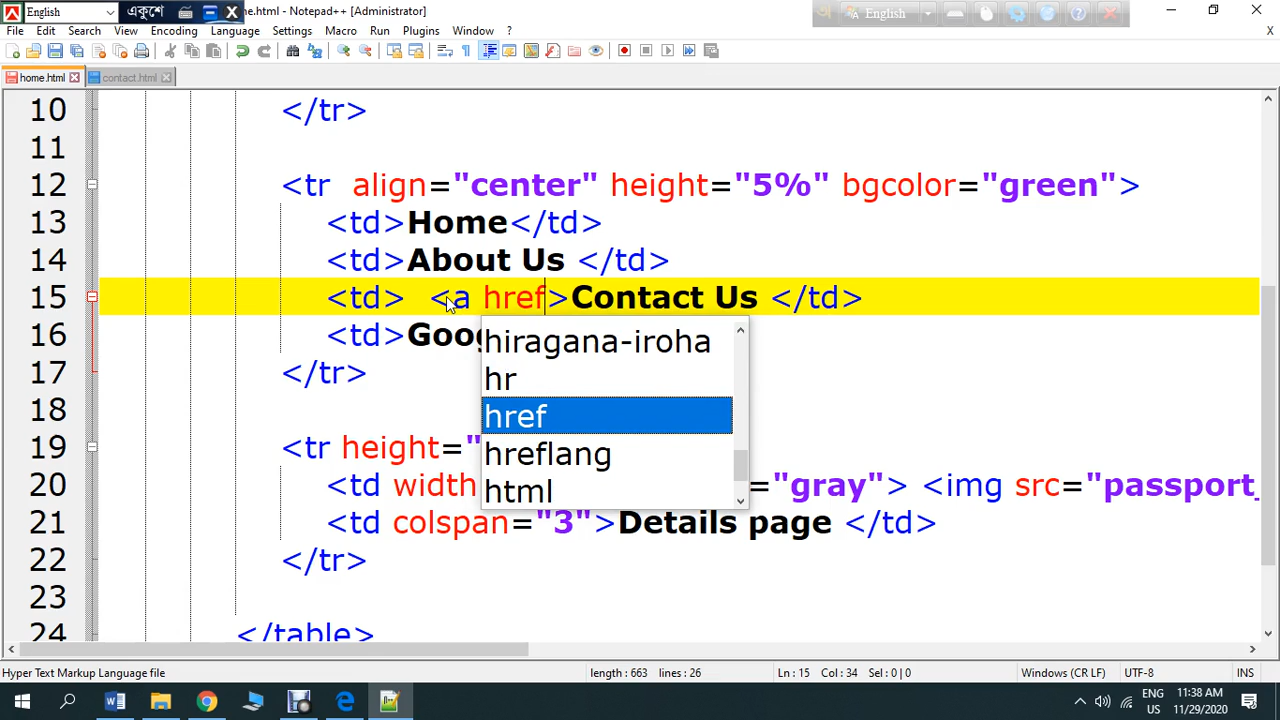 English একুশে
me.html - Notepad++ [Administrator]
English
File Edit Search View Encoding Language Settings Macro Run Plugins Window ? X
home.html contact.html
10 </tr>
11
12 <tr align="center" height="5%" bgcolor="green">
13 <td>Home</td>
14 <td>About Us </td>
15 <td> <a href>Contact Us </td>
16 <td>Goog
17 </tr>
18
19 <tr height="
20 <td width ="gray"> <img src="passport_
21 <td colspan="3">Details page </td>
22 </tr>
23
24 </table>
hiragana-iroha
hr
href
hreflang
html
Hyper Text Markup Language file length : 663 lines : 26 Ln : 15 Col : 34 Sel : 0 | 0 Windows (CR LF) UTF-8 INS
ENG 11:38 AM
US 11/29/2020